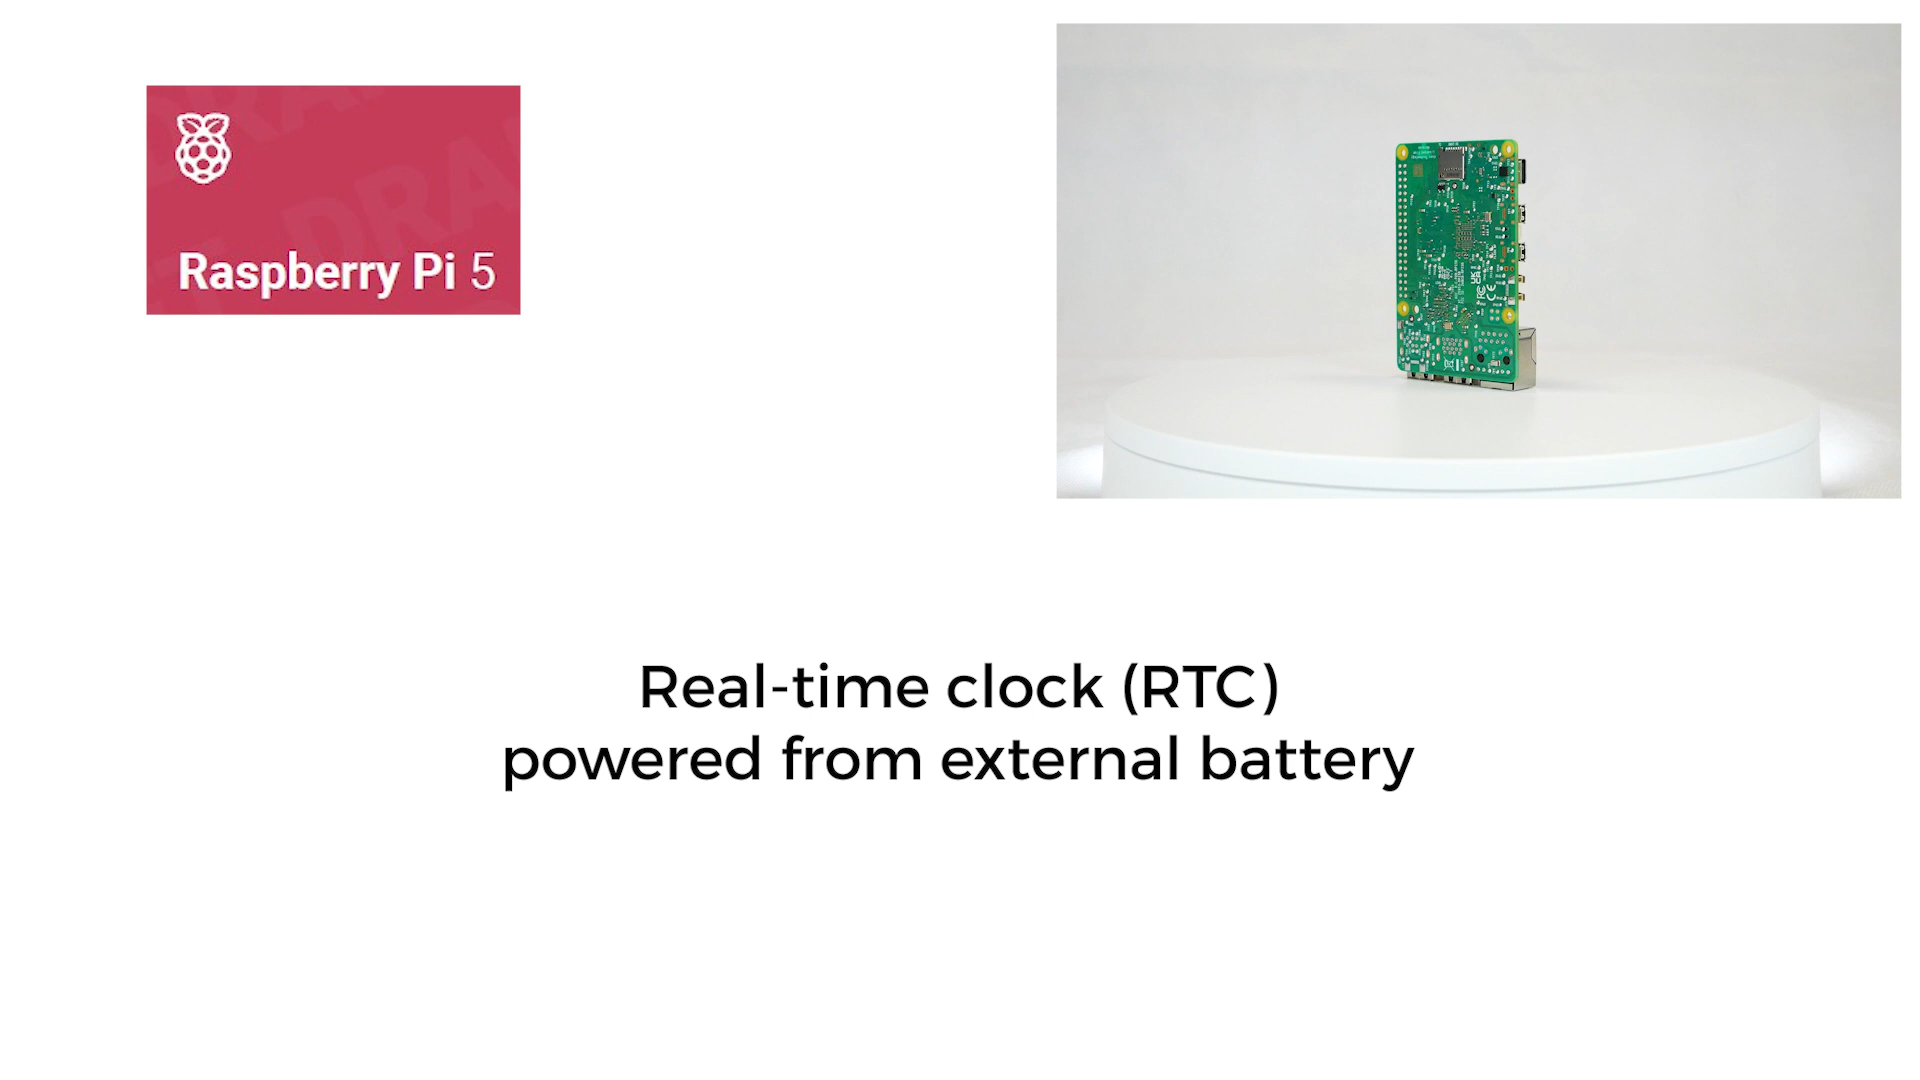 Raspberry Pi 5
Real-time clock (RTC)
powered from external battery